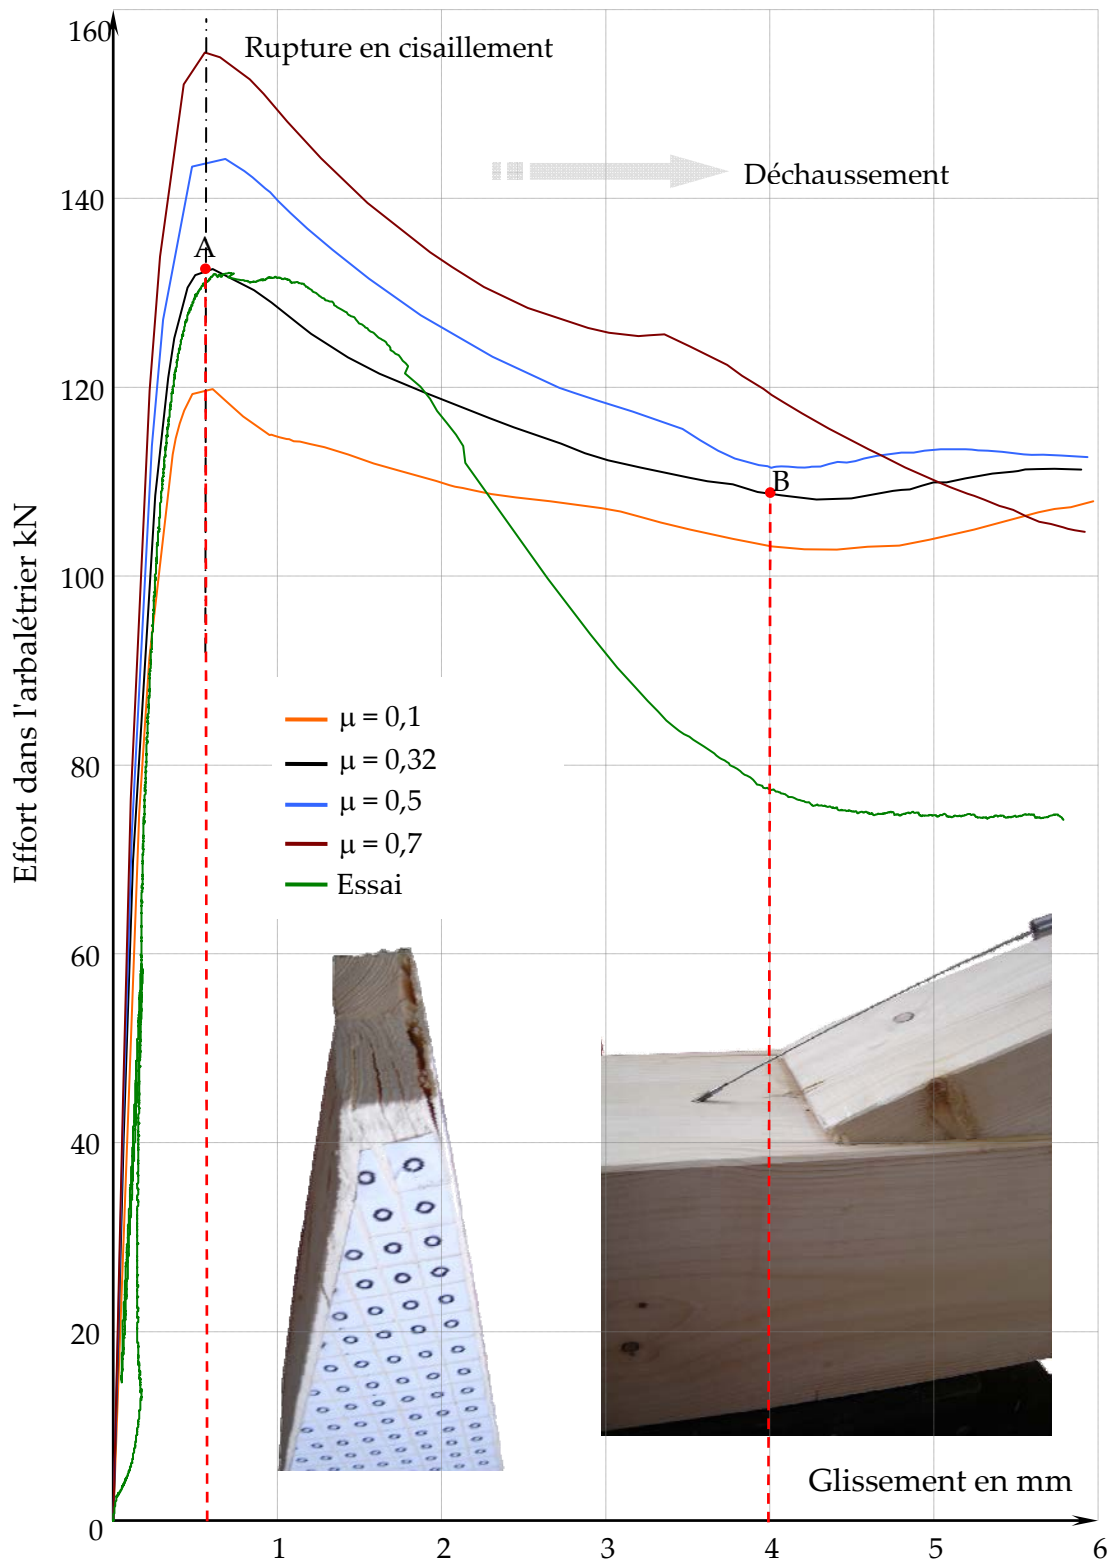 160
Rupture en cisaillement
Déchaussement
140
A
120
B
100
Effort dans l'arbalétrier kN
μ = 0,1
μ = 0,32
μ = 0,5
μ = 0,7
Essai
80
60
40
20
Glissement en mm
0
1
2
3
4
5
6